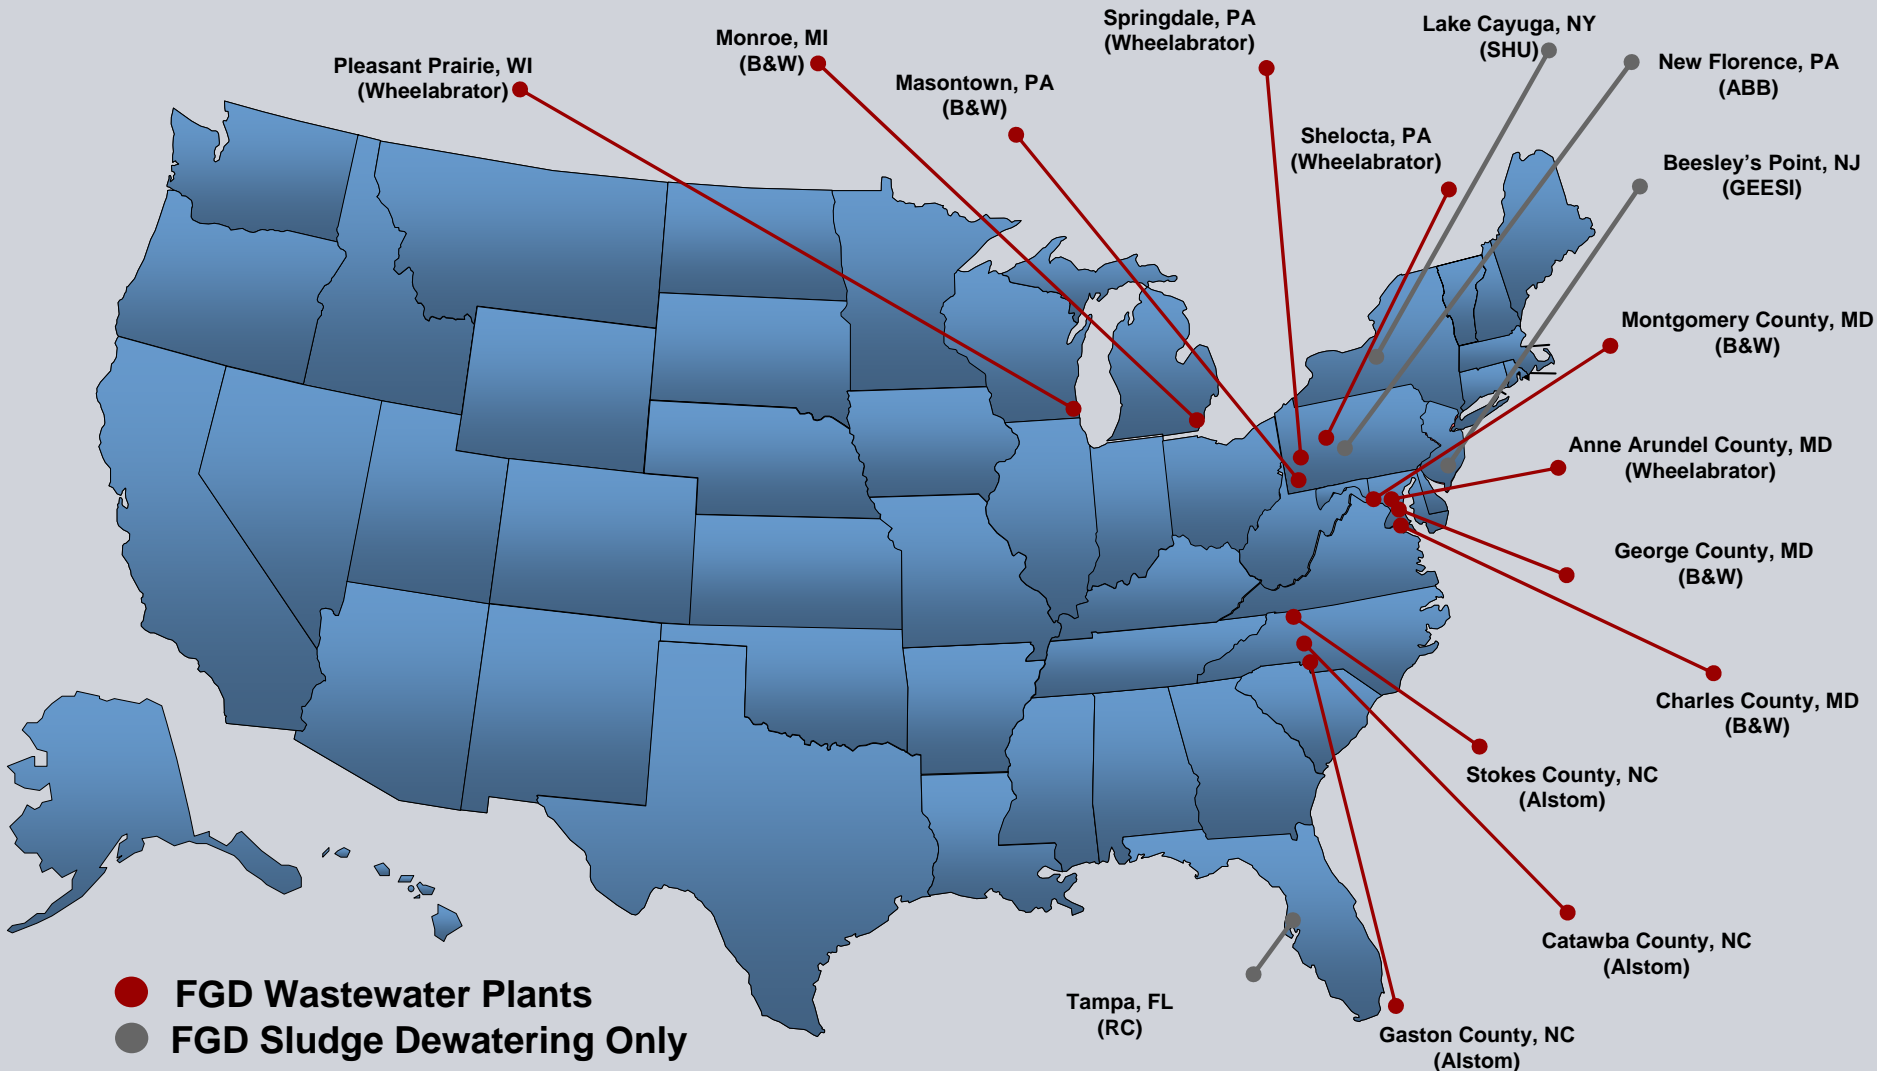 Pleasant Prairie, WI
(Wheelabrator)
Monroe, MI
(B&W)
Masontown, PA
(B&W)
Springdale, PA
(Wheelabrator)
Shelocta, PA
(Wheelabrator)
Lake Cayuga, NY
(SHU)
New Florence, PA
(ABB)
Beesley’s Point, NJ
(GEESI)
Montgomery County, MD
(B&W)
Anne Arundel County, MD
(Wheelabrator)
George County, MD
(B&W)
Charles County, MD
(B&W)
Stokes County, NC
(Alstom)
Catawba County, NC
(Alstom)
Gaston County, NC
(Alstom)
Tampa, FL
(RC)
FGD Wastewater Plants
FGD Sludge Dewatering Only